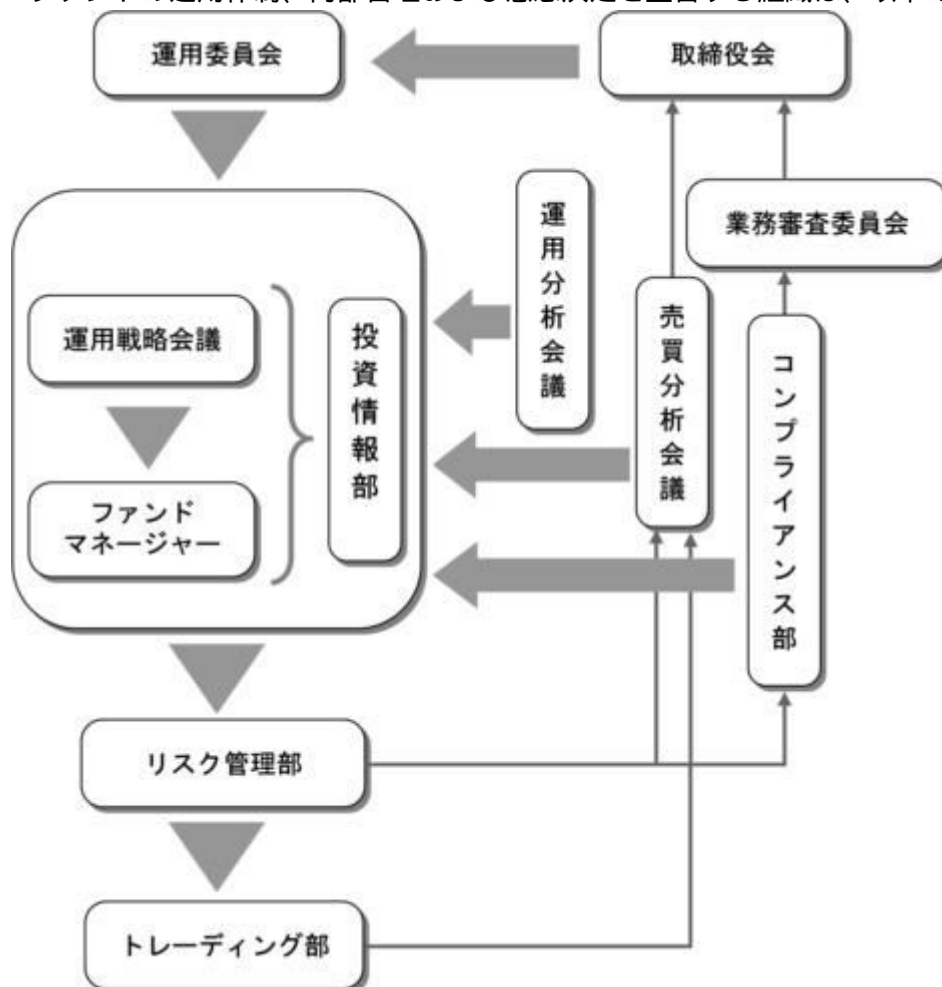 運用委員会
取締役会
運用分析会議
業務審査委員会
売買分析会議
投資情報部
運用戦略会議
コンプライアンス部
ファンド
マネージャー
リスク管理部
トレーディング部